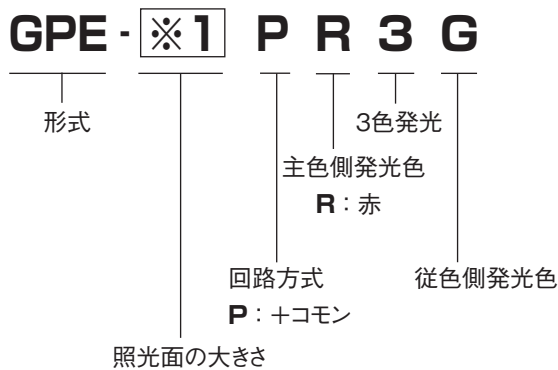 GPE - ※1 P R 3 G
形式
3色発光
主色側発光色
R：赤
回路方式
従色側発光色
P：＋コモン
照光面の大きさ